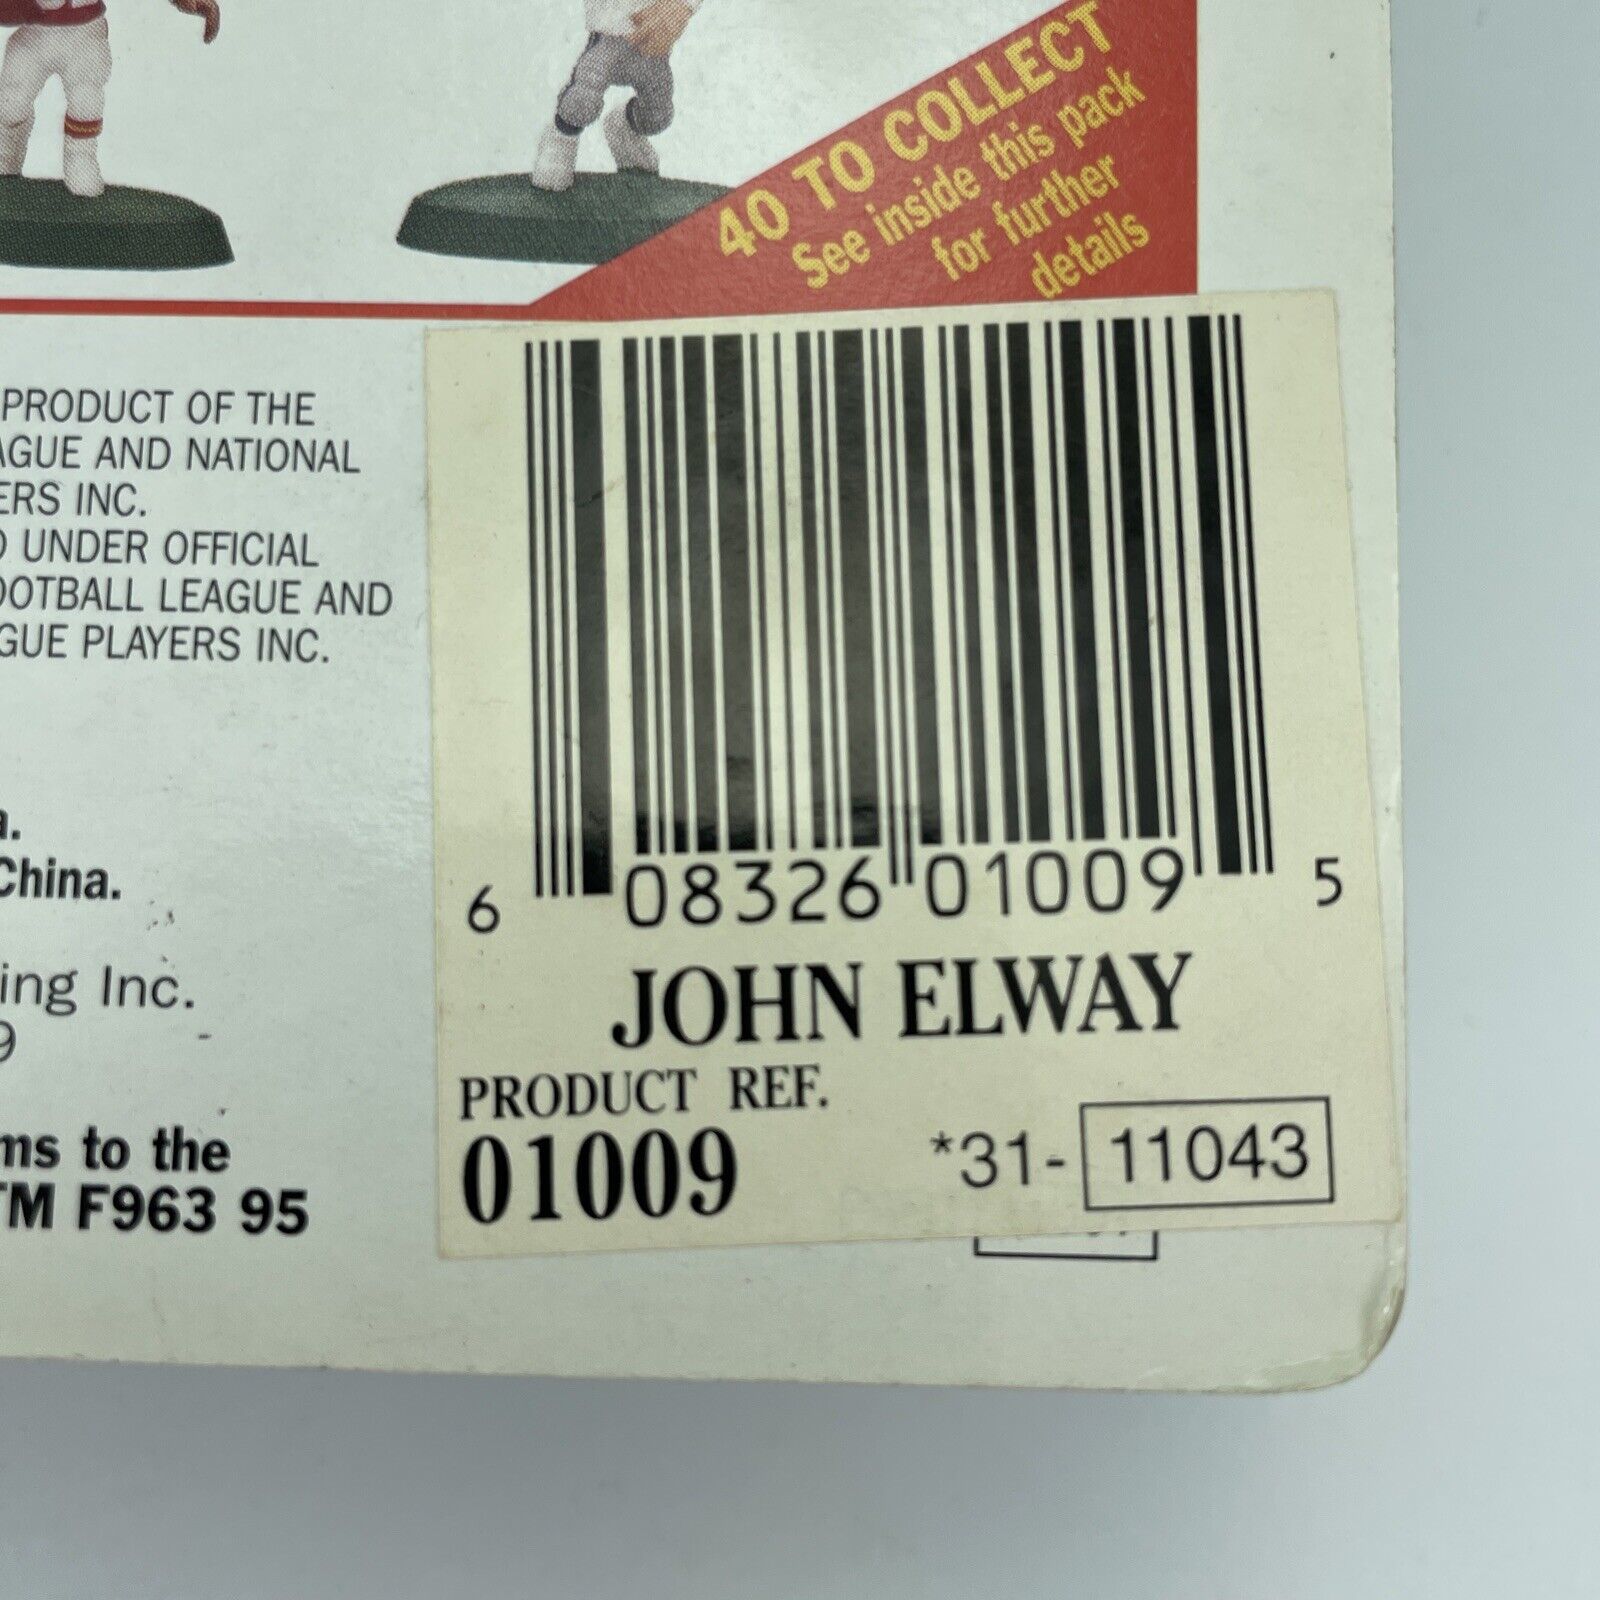 40 TO COLLECT
See inside this pack
for further
details
PRODUCT OF THE
AGUE AND NATIONAL
ERS INC.
UNDER OFFICIAL
OOTBALL LEAGUE AND
GUE PLAYERS INC.
a.
China.
ing Inc.
9
ms to the
TM F963 95
6 08326 01009 5
JOHN ELWAY
PRODUCT REF.
01009
*31- 11043